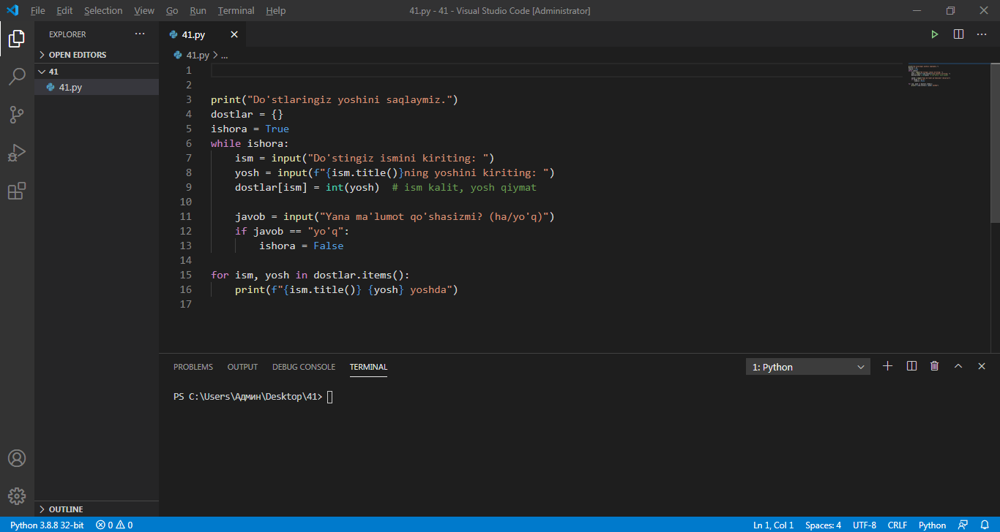 File Edit Selection View Go Run Terminal Help 41.py - 41 - Visual Studio Code [Administrator]
EXPLORER ...
OPEN EDITORS
41
41.py
41.py
41.py > ...
1
2
3 print("Do'stlaringiz yoshini saqlaymiz.")
4 dostlar = {}
5 ishora = True
6 while ishora:
7     ism = input("Do'stingiz ismini kiriting: ")
8     yosh = input(f"{ism.title()}ning yoshini kiriting: ")
9     dostlar[ism] = int(yosh)  # ism kalit, yosh qiymat
10
11     javob = input("Yana ma'lumot qo'shasizmi? (ha/yo'q)")
12     if javob == "yo'q":
13         ishora = False
14
15 for ism, yosh in dostlar.items():
16     print(f"{ism.title()} {yosh} yoshda")
17
PROBLEMS OUTPUT DEBUG CONSOLE TERMINAL 1: Python
PS C:\Users\Админ\Desktop\41>
OUTLINE
Python 3.8.8 32-bit 0 0 Ln 1, Col 1 Spaces: 4 UTF-8 CRLF Python